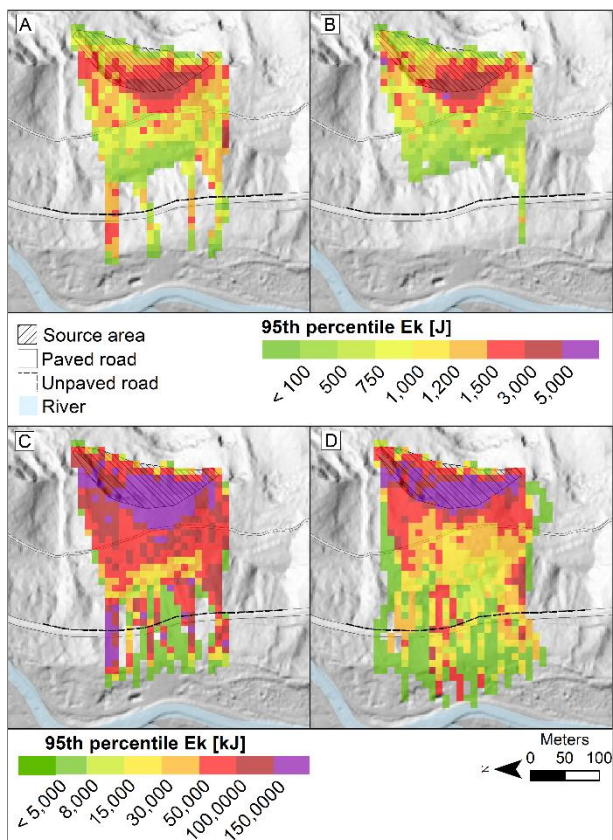 A
B
Source area
Paved road
Unpaved road
River
95th percentile Ek [J]
< 100 500 750 1,000 1,200 1,500 3,000 5,000
C
D
95th percentile Ek [kJ]
< 5,000 8,000 15,000 30,000 50,000 100,0000 150,0000
Meters
0 50 100
N